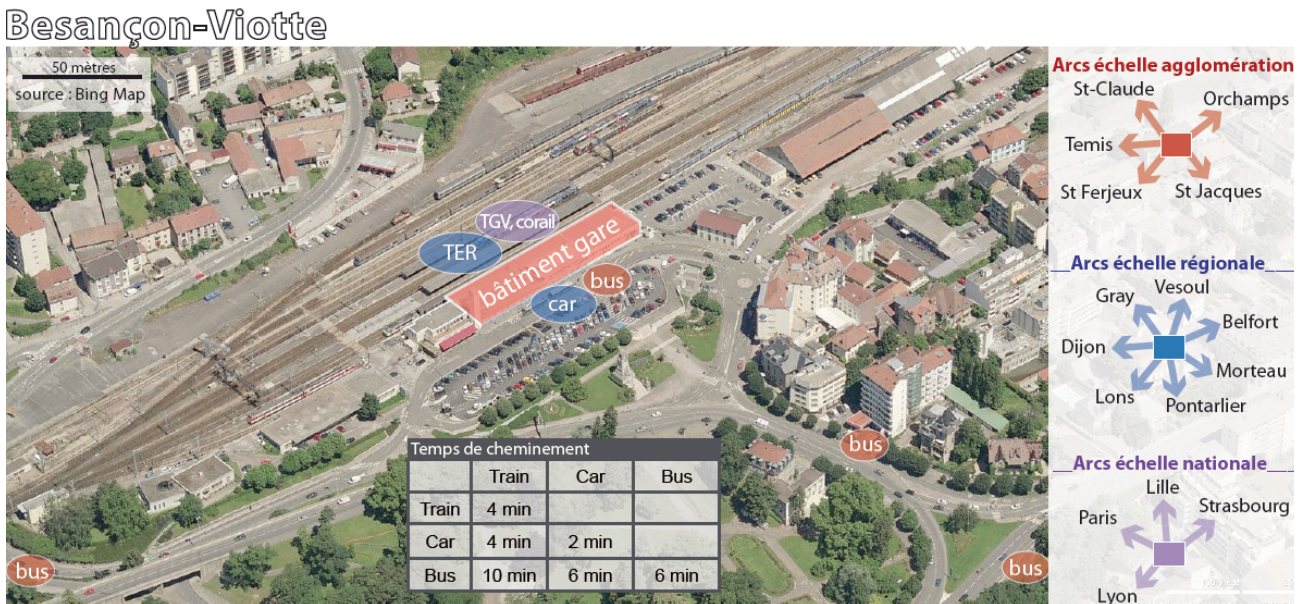 Besançon-Viotte
50 mètres
source : Bing Map
TGV, corail
TER
bâtiment gare
bus
car
bus
bus
bus
Temps de cheminement
Train Car Bus
Train 4 min
Car 4 min 2 min
Bus 10 min 6 min 6 min
Arcs échelle agglomération
St-Claude
Orchamps
Temis
St Ferjeux
St Jacques
Arcs échelle régionale
Vesoul
Gray
Belfort
Dijon
Morteau
Lons
Pontarlier
Arcs échelle nationale
Lille
Strasbourg
Paris
Lyon